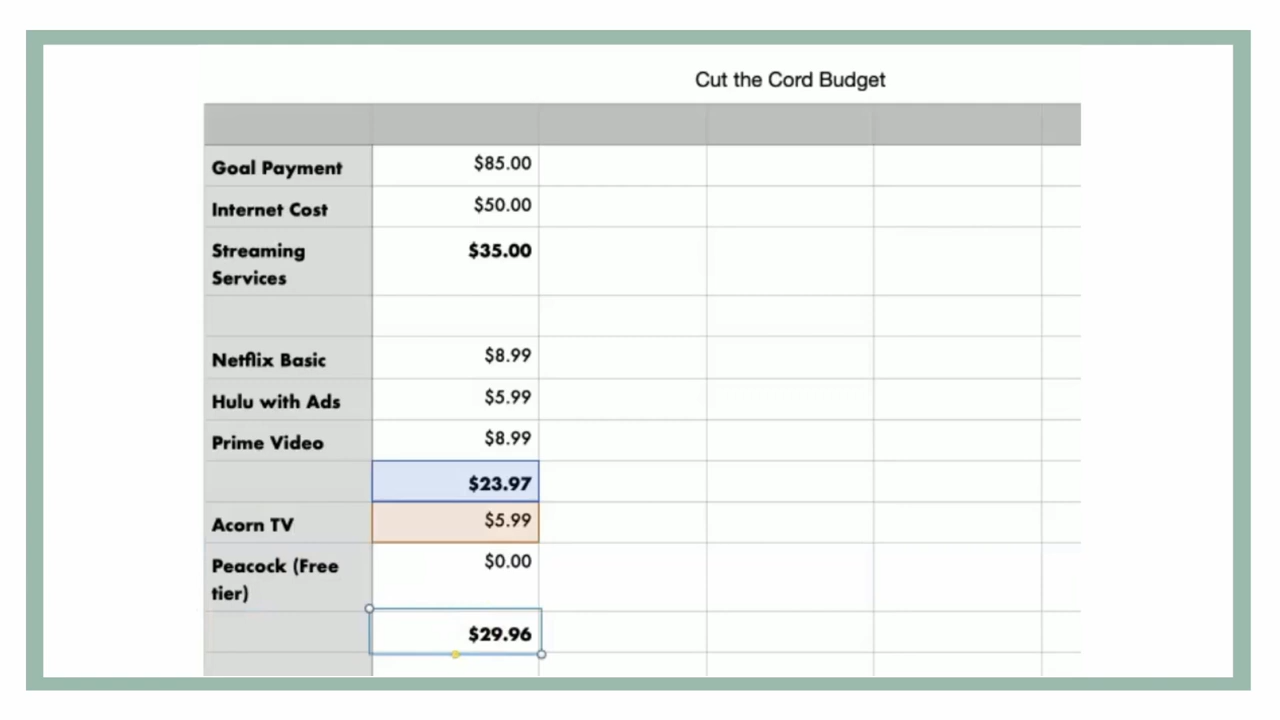 Cut the Cord Budget
Goal Payment $85.00
Internet Cost $50.00
Streaming $35.00
Services
Netflix Basic $8.99
Hulu with Ads $5.99
Prime Video $8.99
$23.97
Acorn TV $5.99
Peacock (Free $0.00
tier)
$29.96